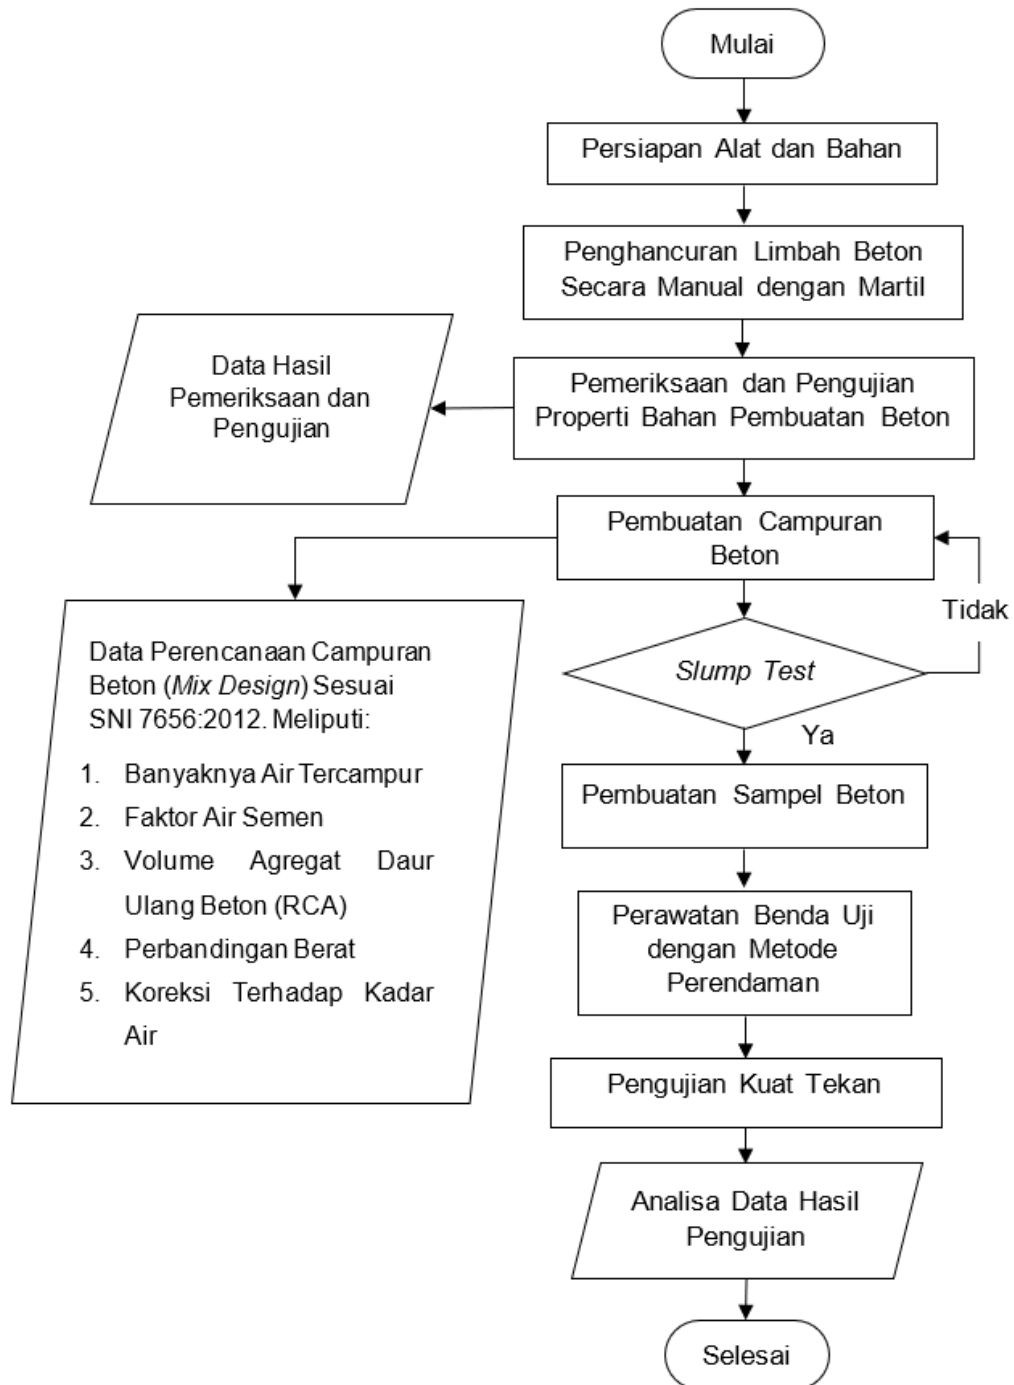 Mulai
Persiapan Alat dan Bahan
Penghancuran Limbah Beton
Secara Manual dengan Martil
Pemeriksaan dan Pengujian
Properti Bahan Pembuatan Beton
Data Hasil
Pemeriksaan dan
Pengujian
Pembuatan Campuran
Beton
Tidak
Data Perencanaan Campuran
Beton (Mix Design) Sesuai
SNI 7656:2012. Meliputi:
1. Banyaknya Air Tercampur
2. Faktor Air Semen
3. Volume Agregat Daur
Ulang Beton (RCA)
4. Perbandingan Berat
5. Koreksi Terhadap Kadar
Air
Slump Test
Ya
Pembuatan Sampel Beton
Perawatan Benda Uji
dengan Metode
Perendaman
Pengujian Kuat Tekan
Analisa Data Hasil
Pengujian
Selesai